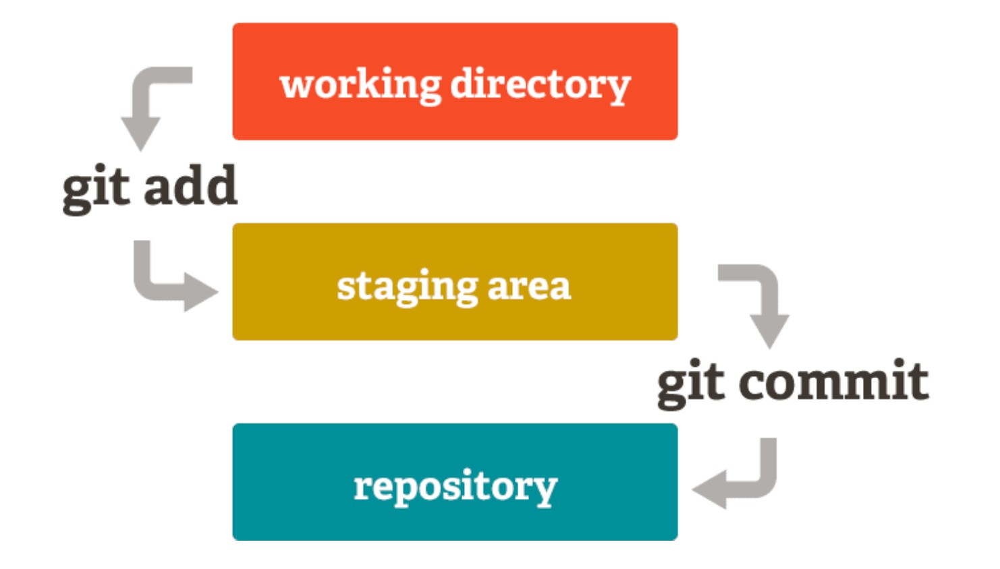 working directory
git add
staging area
git commit
repository